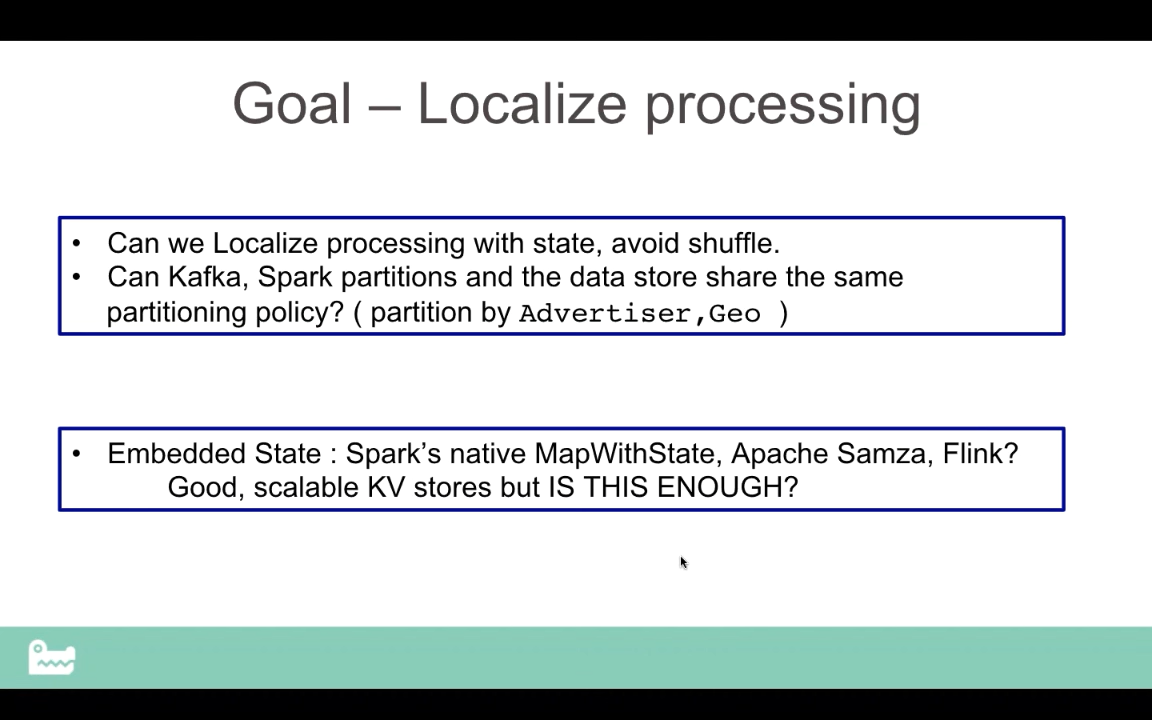 Goal – Localize processing
• Can we Localize processing with state, avoid shuffle.
• Can Kafka, Spark partitions and the data store share the same
partitioning policy? ( partition by Advertiser,Geo )
• Embedded State : Spark’s native MapWithState, Apache Samza, Flink?
Good, scalable KV stores but IS THIS ENOUGH?